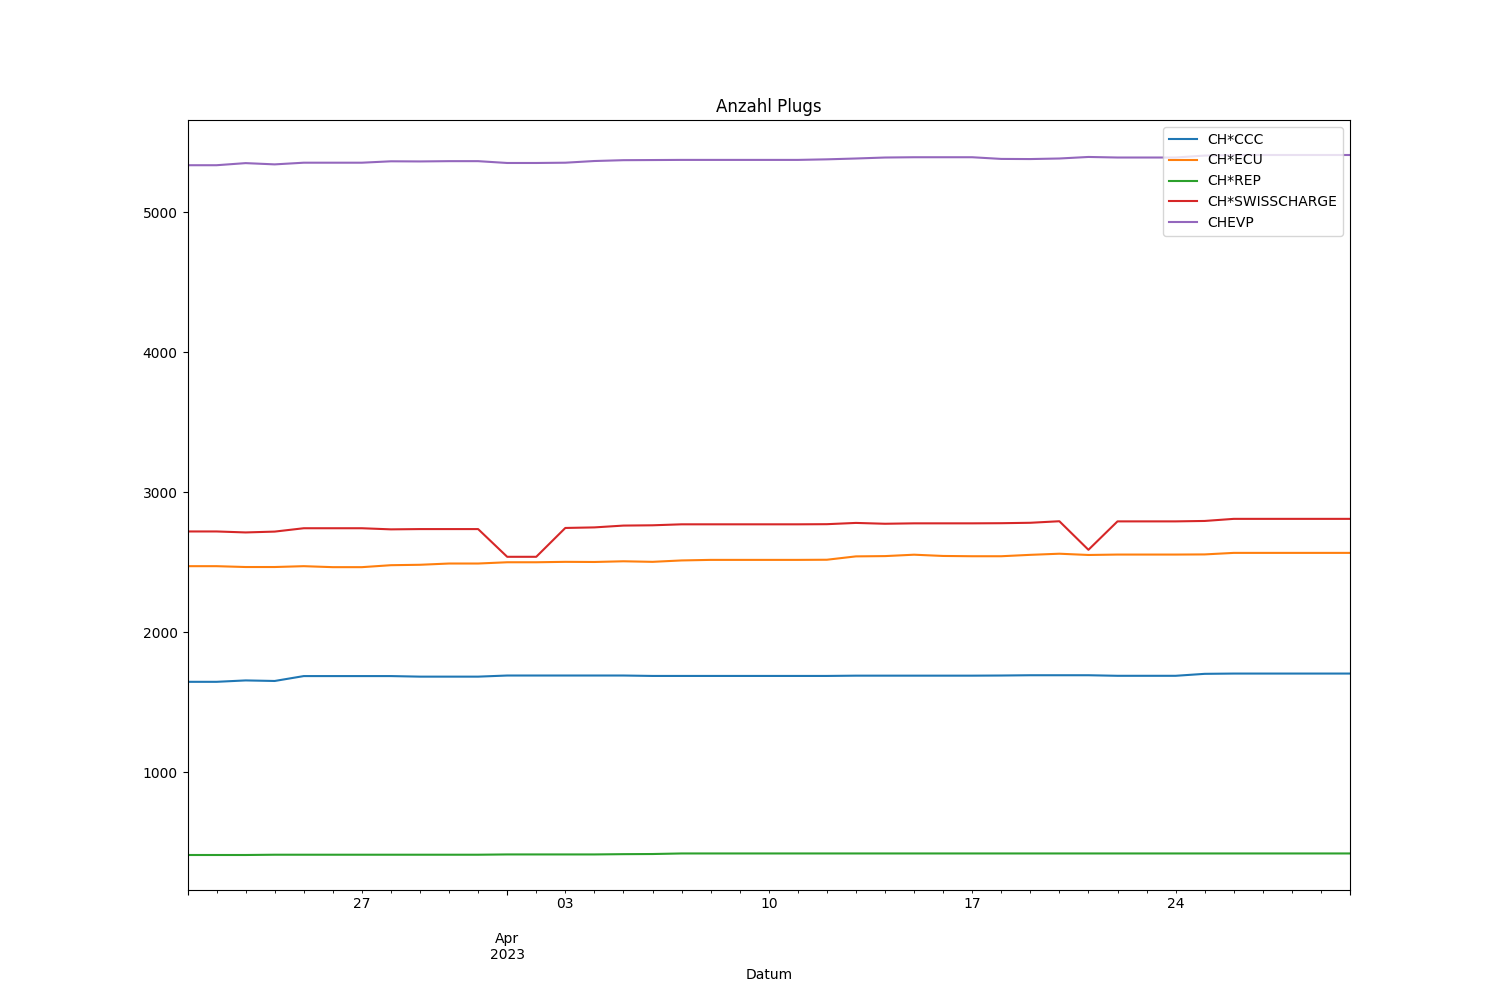 Anzahl Plugs
CH*CCC
CH*ECU
CH*REP
CH*SWISSCHARGE
CHEVP
5000
4000
3000
2000
1000
27 03 10 17 24
Apr
2023
Datum